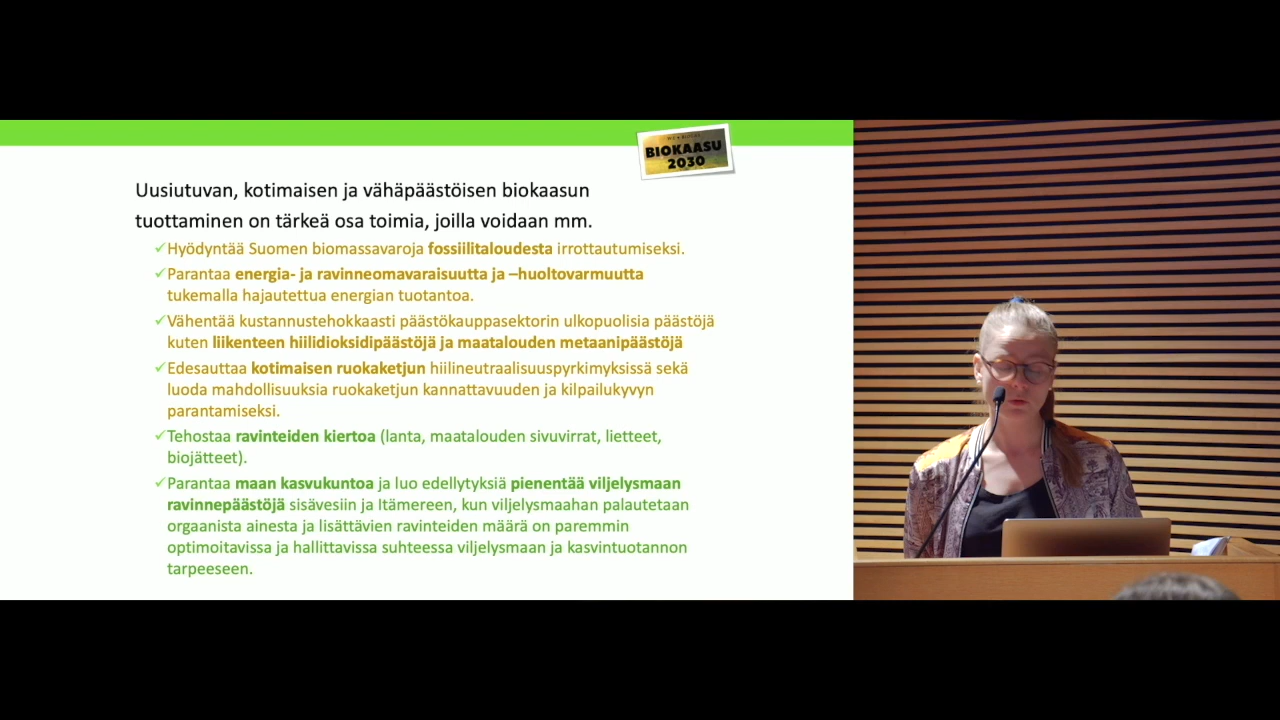 BIOKAASU
2030
Uusiutuvan, kotimaisen ja vähäpäästöisen biokaasun
tuottaminen on tärkeä osa toimia, joilla voidaan mm.
✓Hyödyntää Suomen biomassavaroja fossiilitaloudesta irrottautumiseksi.
✓Parantaa energia- ja ravinneomavaraisuutta ja –huoltovarmuutta
tukemalla hajautettua energian tuotantoa.
✓Vähentää kustannustehokkaasti päästökauppasektorin ulkopuolisia päästöjä
kuten liikenteen hiilidioksidipäästöjä ja maatalouden metaanipäästöjä
✓Edesauttaa kotimaisen ruokaketjun hiilineutraalisuuspyrkimyksissä sekä
luoda mahdollisuuksia ruokaketjun kannattavuuden ja kilpailukyvyn
parantamiseksi.
✓Tehostaa ravinteiden kiertoa (lanta, maatalouden sivuvirrat, lietteet,
biojätteet).
✓Parantaa maan kasvukuntoa ja luo edellytyksiä pienentää viljelysmaan
ravinnepäästöjä sisävesiin ja Itämereen, kun viljelysmaahan palautetaan
orgaanista ainesta ja lisättävien ravinteiden määrä on paremmin
optimoitavissa ja hallittavissa suhteessa viljelysmaan ja kasvintuotannon
tarpeeseen.